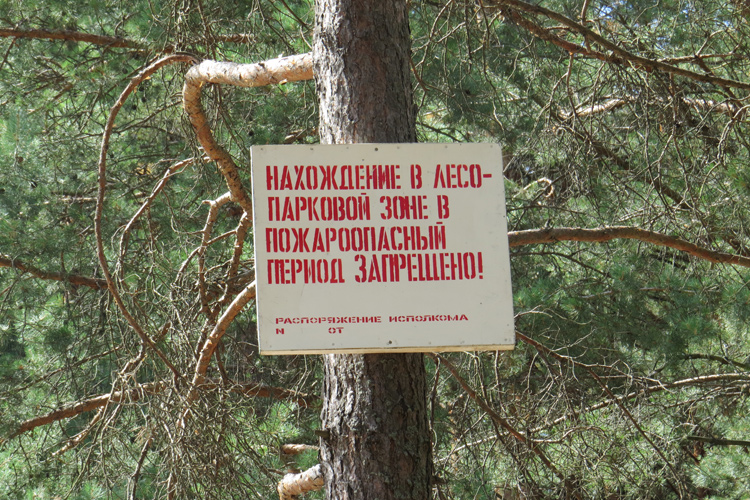 НАХОЖДЕНИЕ В ЛЕСО-
ПАРКОВОЙ ЗОНЕ В
ПОЖАРООПАСНЫЙ
ПЕРИОД ЗАПРЕЩЕНО!
РАСПОРЯЖЕНИЕ ИСПОЛКОМА
N ОТ